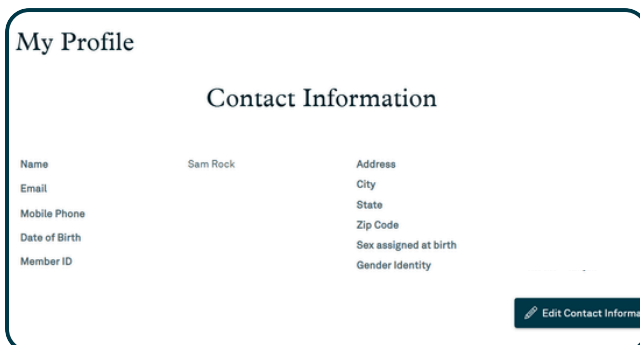 My Profile
Contact Information
Name Sam Rock
Email
Mobile Phone
Date of Birth
Member ID
Address
City
State
Zip Code
Sex assigned at birth
Gender Identity
Edit Contact Informa